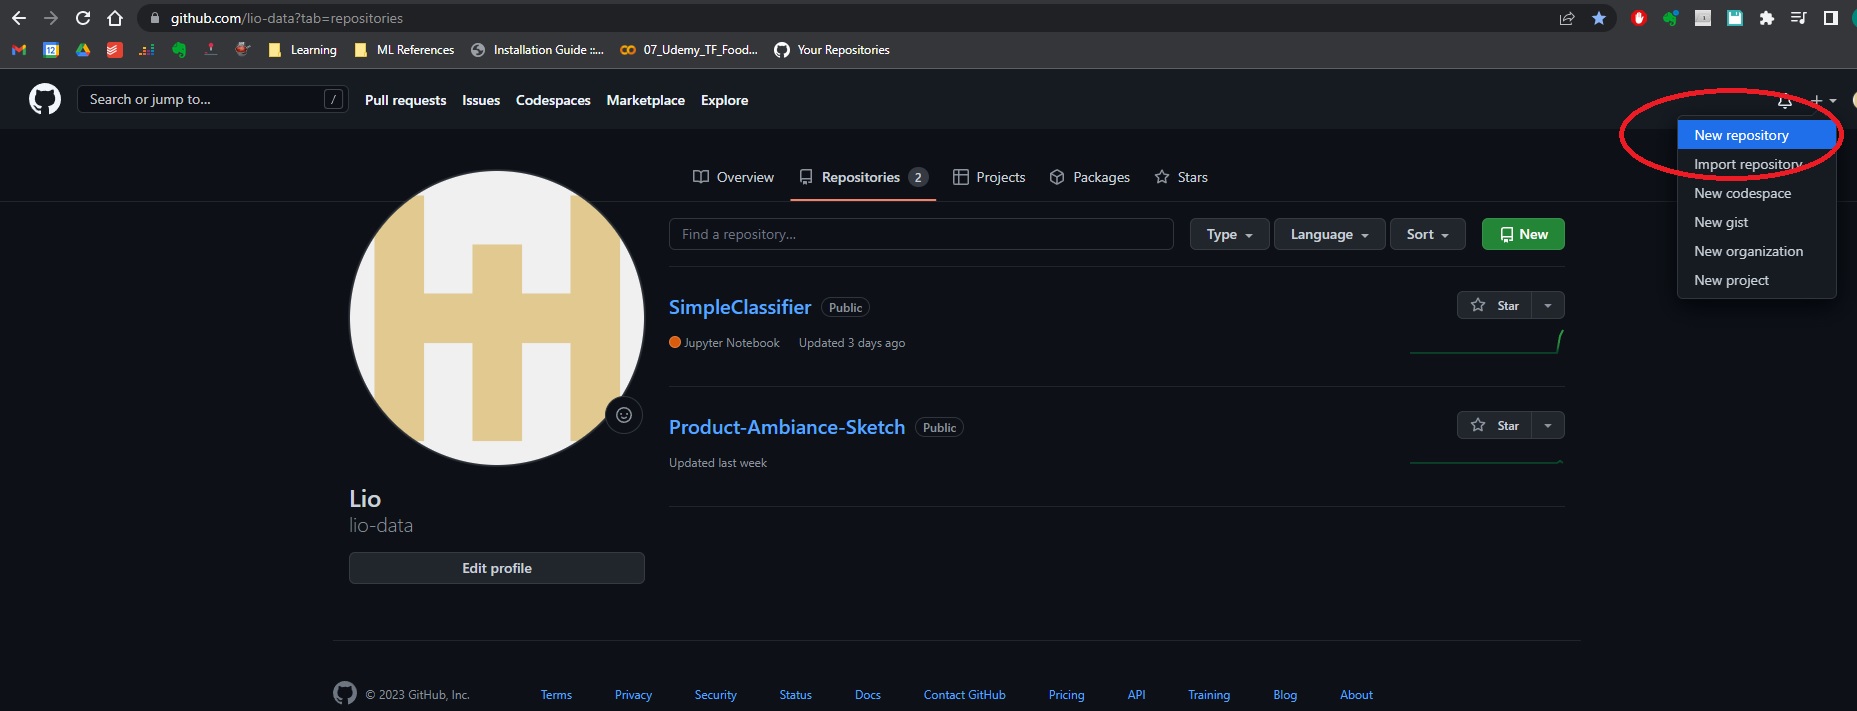 github.com/lio-data?tab=repositories
12 Learning ML References Installation Guide ::... 07_Udemy_TF_Food... Your Repositories
Search or jump to... / Pull requests Issues Codespaces Marketplace Explore
New repository
Import repository
New codespace
New gist
New organization
New project
Overview Repositories 2 Projects Packages Stars
Find a repository... Type Language Sort New
SimpleClassifier Public Star
Jupyter Notebook Updated 3 days ago
Product-Ambiance-Sketch Public Star
Updated last week
Lio
lio-data
Edit profile
© 2023 GitHub, Inc. Terms Privacy Security Status Docs Contact GitHub Pricing API Training Blog About